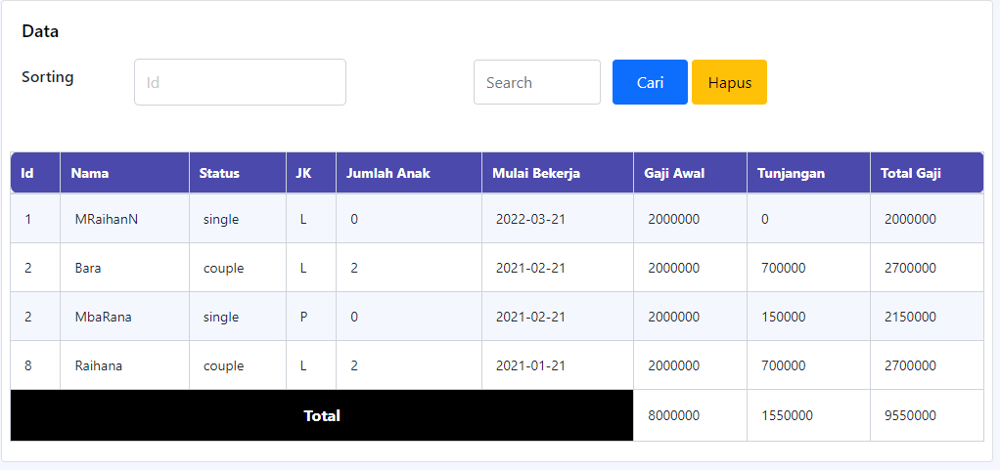 Data
Sorting Id Search Cari Hapus
Id Nama Status JK Jumlah Anak Mulai Bekerja Gaji Awal Tunjangan Total Gaji
1 MRaihanN single L 0 2022-03-21 2000000 0 2000000
2 Bara couple L 2 2021-02-21 2000000 700000 2700000
2 MbaRana single P 0 2021-02-21 2000000 150000 2150000
8 Raihana couple L 2 2021-01-21 2000000 700000 2700000
Total 8000000 1550000 9550000